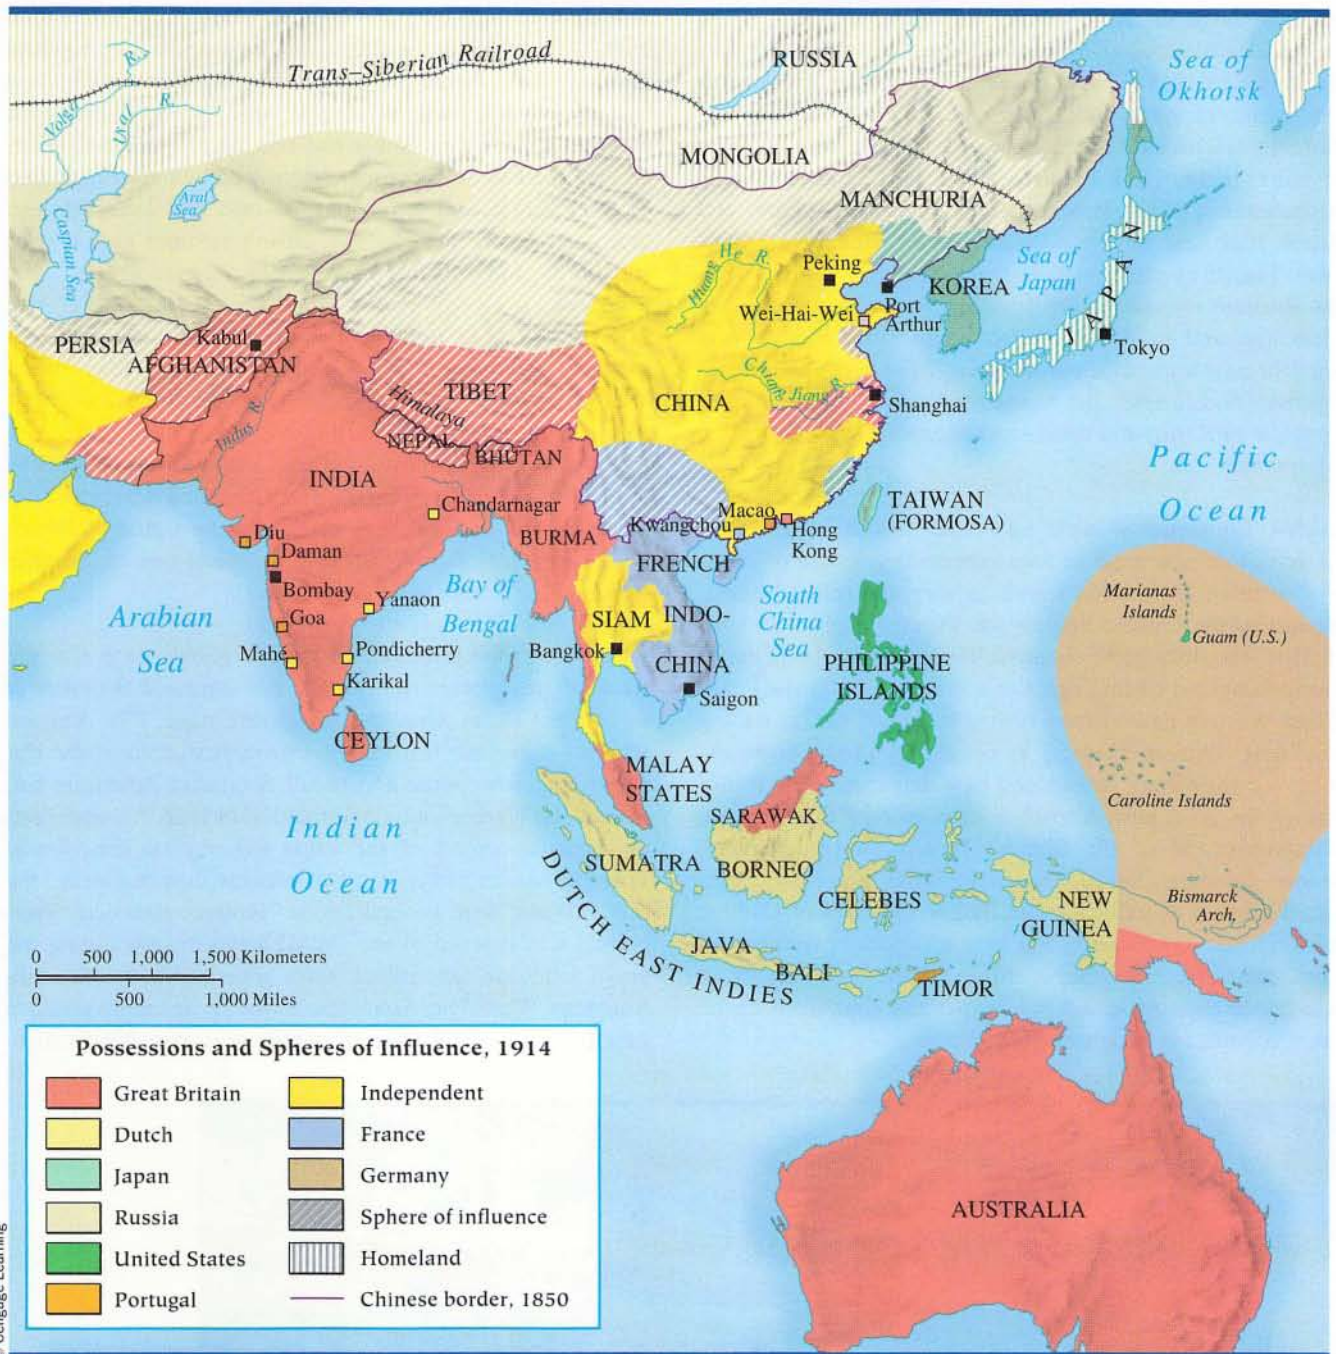 Trans–Siberian Railroad
RUSSIA
Sea of
Okhotsk
Volga
R.
Ural
R.
MONGOLIA
MANCHURIA
Aral
Sea
Caspian Sea
Huang He R.
Peking
Sea of
Japan
KOREA
JAPAN
Wei-Hai-Wei
Port
Arthur
Tokyo
PERSIA
Kabul
AFGHANISTAN
TIBET
Himalaya
CHINA
Chiang Jiang R.
Shanghai
Indus R.
NEPAL
BHUTAN
INDIA
Pacific
Ocean
Chandarnagar
TAIWAN
(FORMOSA)
Macao
Kwangchou
Hong
Kong
Diu
Daman
Bombay
BURMA
FRENCH
INDO-
CHINA
Bay of
Bengal
Yanaon
Goa
SIAM
South
China
Sea
Marianas
Islands
Guam (U.S.)
Arabian
Sea
Mahé
Pondicherry
Bangkok
PHILIPPINE
ISLANDS
Karikal
Saigon
CEYLON
MALAY
STATES
Caroline Islands
SARAWAK
Indian
Ocean
SUMATRA
BORNEO
CELEBES
NEW
GUINEA
Bismarck
Arch.
DUTCH EAST INDIES
JAVA
BALI
TIMOR
0 500 1,000 1,500 Kilometers
0 500 1,000 Miles
AUSTRALIA
Possessions and Spheres of Influence, 1914
Great Britain
Dutch
Japan
Russia
United States
Portugal
Independent
France
Germany
Sphere of influence
Homeland
Chinese border, 1850
© Cengage Learning